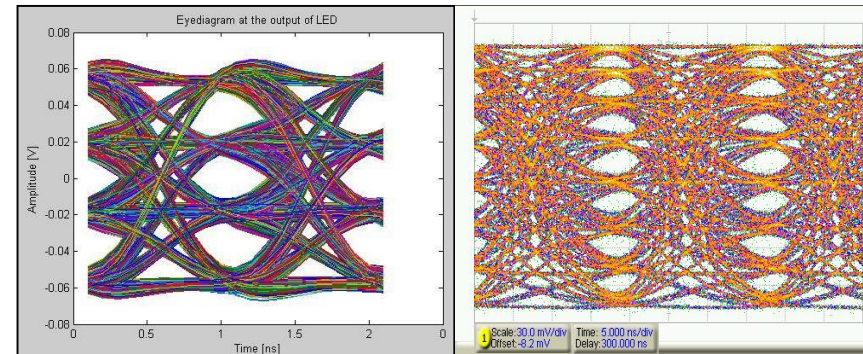 Eyediagram at the output of LED
0.08
0.06
0.04
0.02
0
-0.02
-0.04
-0.06
-0.08
Amplitude [V]
0 0.5 1 1.5 2 0
Time [ns]
1
Scale:30.0 mV/div
Offset:-8.2 mV
Time: 5.000 ns/div
Delay:300.000 ns